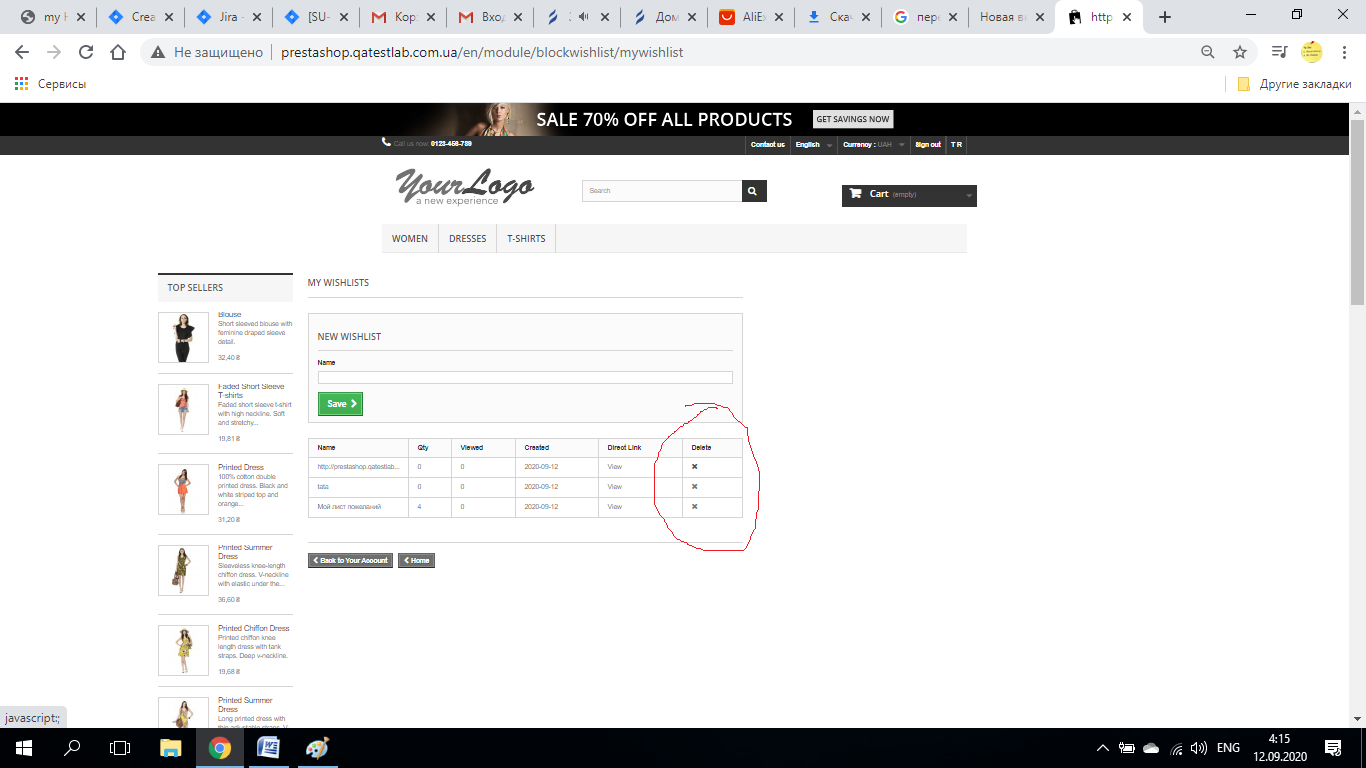 my
Crea
Jira -
[SU-
Кор
Вход
Дом
AliEx
Скач
пере
Новая вк
http
Не защищено
prestashop.qatestlab.com.ua/en/module/blockwishlist/mywishlist
Сервисы
Другие закладки
SALE 70% OFF ALL PRODUCTS GET SAVINGS NOW
Call us now: 0123-456-789 Contact us English Currency : UAH Sign out T R
YourLogo
a new experience
Search
Cart (empty)
WOMEN DRESSES T-SHIRTS
TOP SELLERS
Blouse
Short sleeved blouse with
feminine draped sleeve
detail.
32,40 ₴
Faded Short Sleeve
T-shirts
Faded short sleeve t-shirt
with high neckline. Soft
and stretchy...
19,81 ₴
Printed Dress
100% cotton double
printed dress. Black and
white striped top and
orange...
31,20 ₴
Printed Summer
Dress
Sleeveless knee-length
chiffon dress. V-neckline
with elastic under the...
36,60 ₴
Printed Chiffon Dress
Printed chiffon knee
length dress with tank
straps. Deep v-neckline.
19,68 ₴
Printed Summer
Dress
Long printed dress with
MY WISHLISTS
NEW WISHLIST
Name
Save
Name Qty Viewed Created Direct Link Delete
http://prestashop.qatestlab... 0 0 2020-09-12 View
tata 0 0 2020-09-12 View
Мой лист пожеланий 4 0 2020-09-12 View
Back to Your Account Home
javascript:;
ENG
4:15
12.09.2020